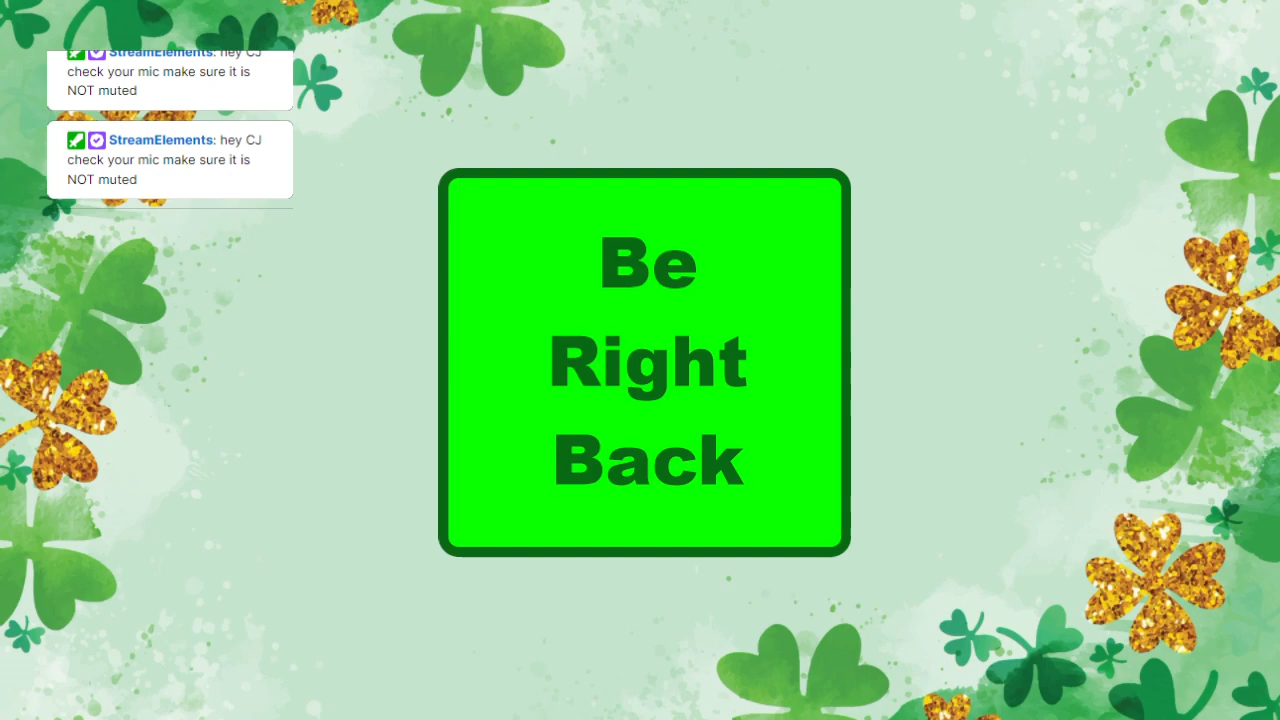 StreamElements: hey CJ
check your mic make sure it is
NOT muted
StreamElements: hey CJ
check your mic make sure it is
NOT muted
Be
Right
Back